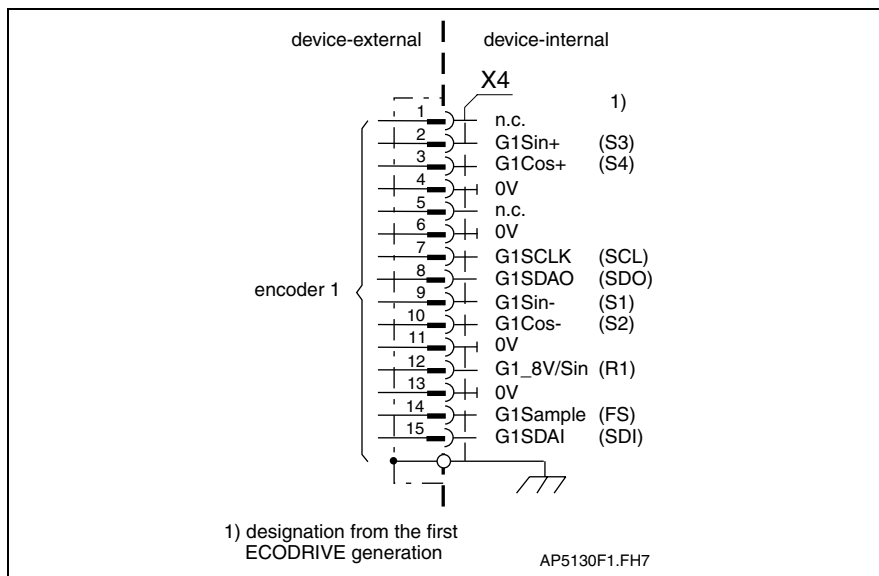 device-external device-internal
X4
1)
1 n.c.
2 G1Sin+ (S3)
3 G1Cos+ (S4)
4 0V
5 n.c.
6 0V
7 G1SCLK (SCL)
8 G1SDAO (SDO)
encoder 1
9 G1Sin- (S1)
10 G1Cos- (S2)
11 0V
12 G1_8V/Sin (R1)
13 0V
14 G1Sample (FS)
15 G1SDAI (SDI)
1) designation from the first
ECODRIVE generation
AP5130F1.FH7